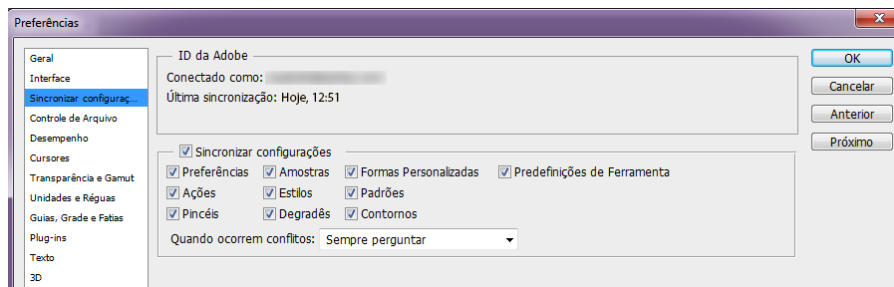 Preferências
Geral
Interface
Sincronizar configuraç...
Controle de Arquivo
Desempenho
Cursores
Transparência e Gamut
Unidades e Réguas
Guias, Grade e Fatias
Plug-ins
Texto
3D
ID da Adobe
Conectado como:
Última sincronização: Hoje, 12:51
Sincronizar configurações
Preferências Amostras Formas Personalizadas Predefinições de Ferramenta
Ações Estilos Padrões
Pincéis Degradês Contornos
Quando ocorrem conflitos: Sempre perguntar
OK
Cancelar
Anterior
Próximo